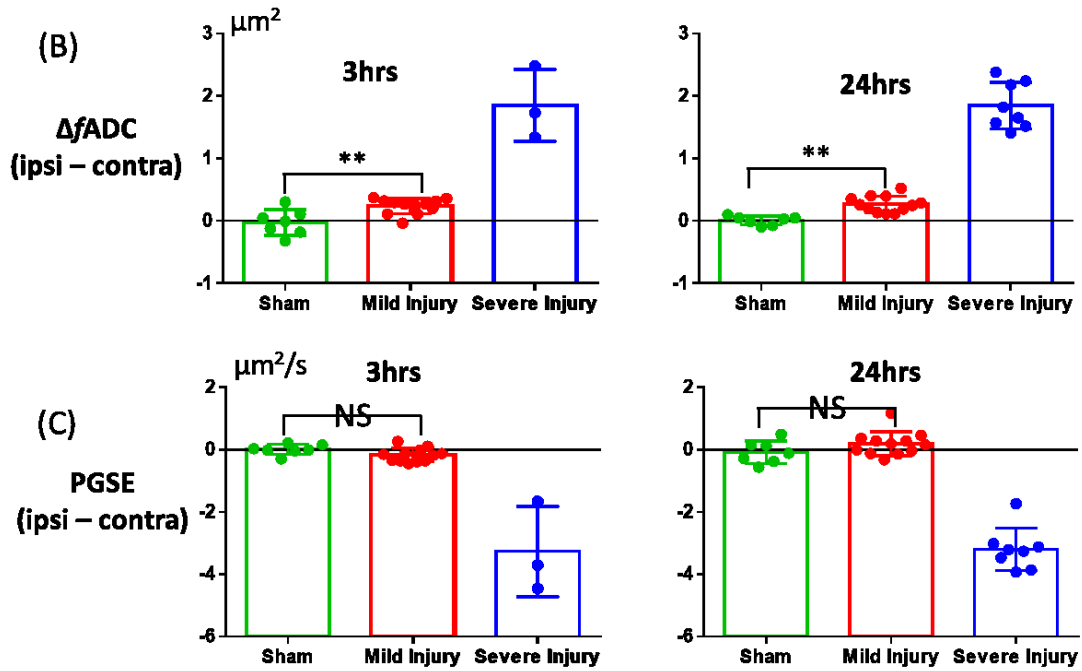 (B)
μm²
3
2
1
0
-1
3hrs
**
Sham Mild Injury Severe Injury
3
2
1
0
-1
24hrs
**
Sham Mild Injury Severe Injury
ΔfADC
(ipsi – contra)
(C)
μm²/s
2
0
-2
-4
-6
3hrs
NS
Sham Mild Injury Severe Injury
2
0
-2
-4
-6
24hrs
NS
Sham Mild Injury Severe Injury
PGSE
(ipsi – contra)